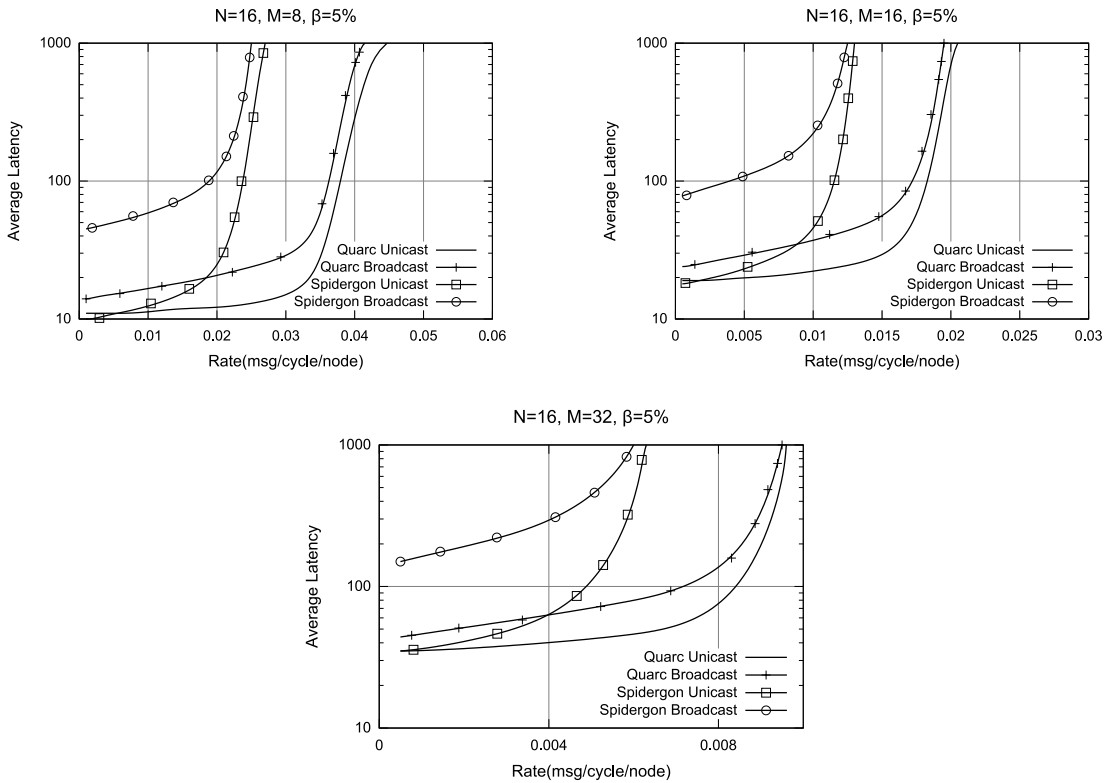 N=16, M=8, β=5%
1000
100
10
Average Latency
0
0.01
0.02
0.03
0.04
0.05
0.06
Rate(msg/cycle/node)
Quarc Unicast
Quarc Broadcast
Spidergon Unicast
Spidergon Broadcast
N=16, M=16, β=5%
1000
100
10
Average Latency
0
0.005
0.01
0.015
0.02
0.025
0.03
Rate(msg/cycle/node)
Quarc Unicast
Quarc Broadcast
Spidergon Unicast
Spidergon Broadcast
N=16, M=32, β=5%
1000
100
10
Average Latency
0
0.004
0.008
Rate(msg/cycle/node)
Quarc Unicast
Quarc Broadcast
Spidergon Unicast
Spidergon Broadcast